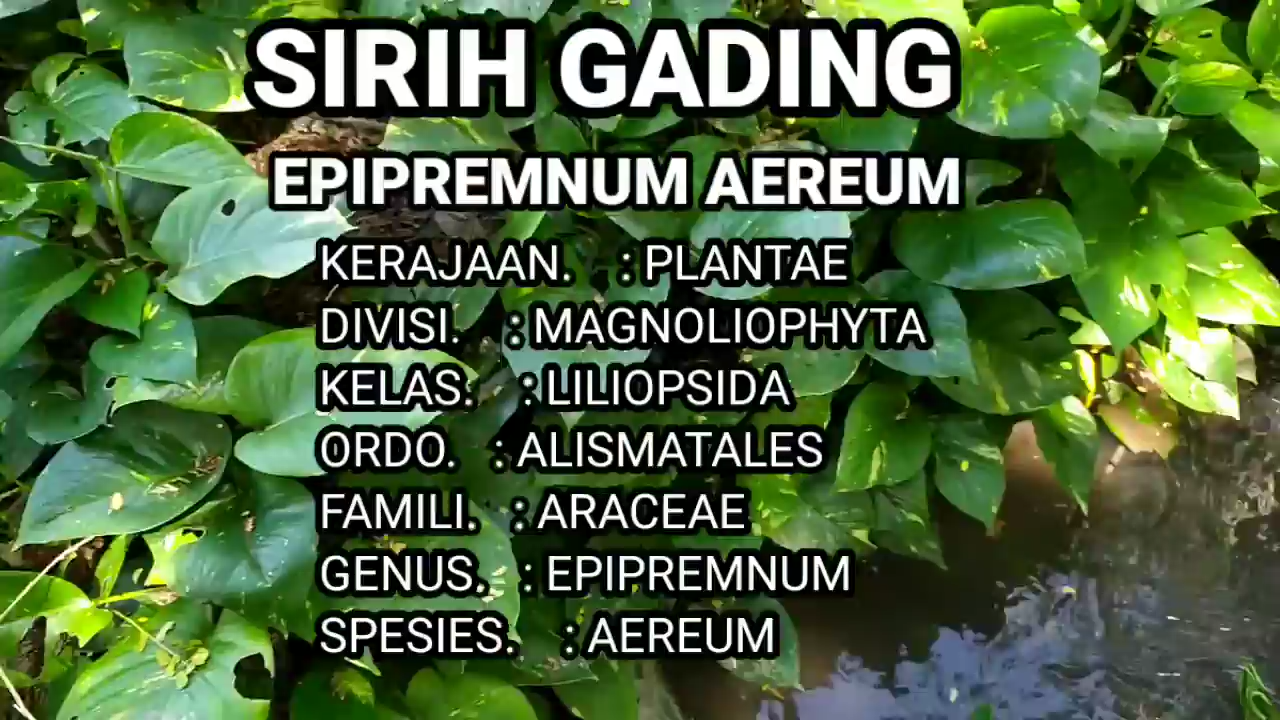 SIRIH GADING
EPIPREMNUM AEREUM
KERAJAAN. : PLANTAE
DIVISI. : MAGNOLIOPHYTA
KELAS. : LILIOPSIDA
ORDO. : ALISMATALES
FAMILI. : ARACEAE
GENUS. : EPIPREMNUM
SPESIES. : AEREUM